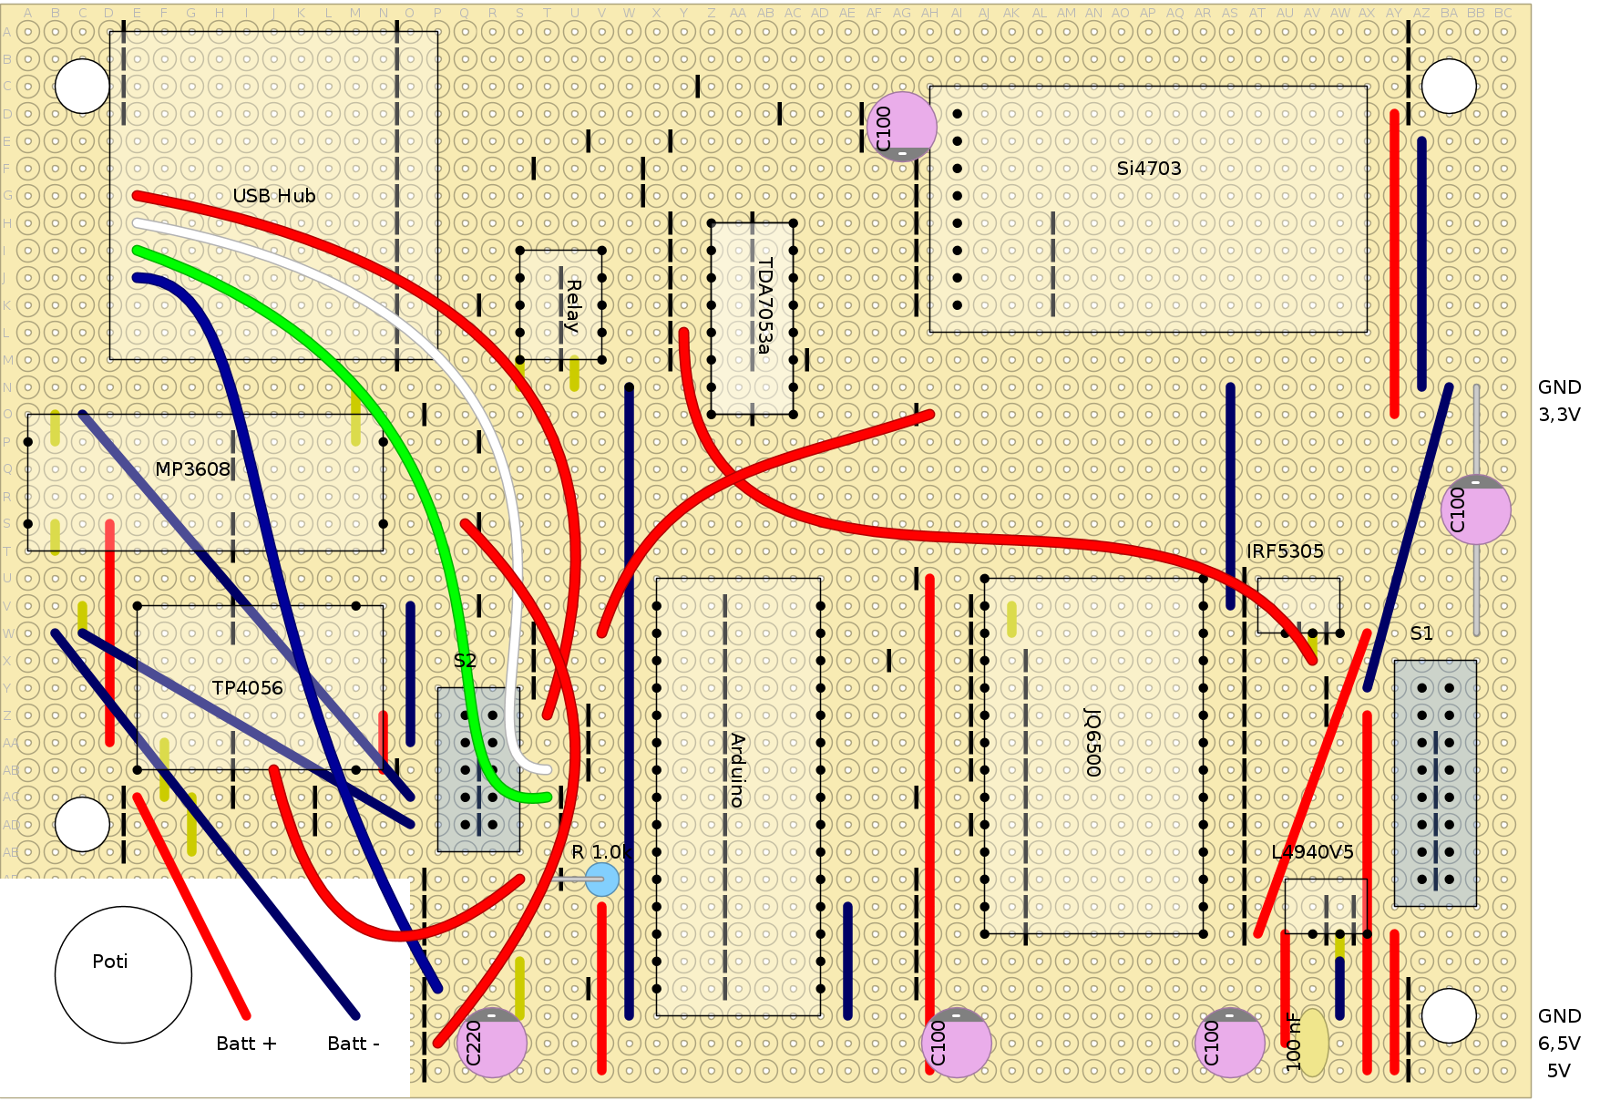 A B C D E F G H I J K L M N O P Q R S T U V W X Y Z AA AB AC AD AE AF AG AH AI AJ AK AL AM AN AO AP AQ AR AS AT AU AV AW AX AY AZ BA BB BC
A
B
C
D
E
F
G
H
I
J
K
L
M
N
O
P
Q
R
S
T
U
V
W
X
Y
Z
AA
AB
AC
AD
AE
C100
Si4703
USB Hub
Relay
TDA7053a
GND
3,3V
MP3608
C100
IRF5305
S1
S2
TP4056
Arduino
JQ6500
R 1.0k
L4940V5
Poti
Batt +
Batt -
C220
C100
C100
100 nF
GND
6,5V
5V